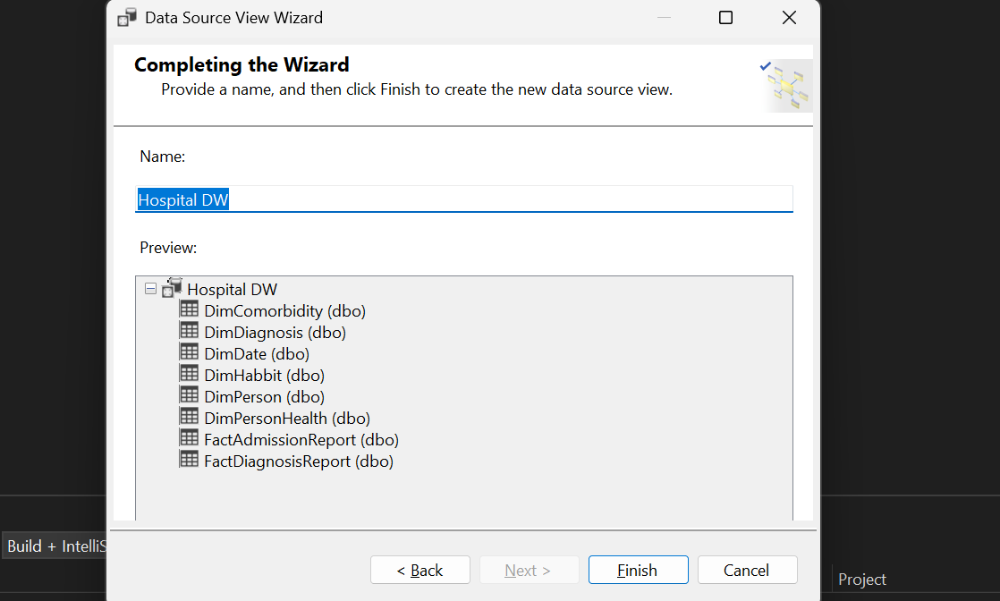 Data Source View Wizard
Completing the Wizard
Provide a name, and then click Finish to create the new data source view.
Name:
Hospital DW
Preview:
Hospital DW
DimComorbidity (dbo)
DimDiagnosis (dbo)
DimDate (dbo)
DimHabbit (dbo)
DimPerson (dbo)
DimPersonHealth (dbo)
FactAdmissionReport (dbo)
FactDiagnosisReport (dbo)
Build + IntelliS
< Back
Next >
Finish
Cancel
Project